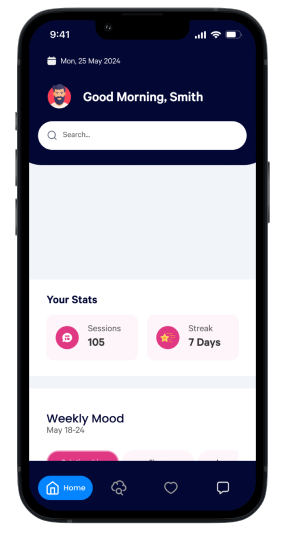 9:41
Mon, 25 May 2024
Good Morning, Smith
Search...
Your Stats
Sessions
105
Streak
7 Days
Weekly Mood
May 18-24
Home